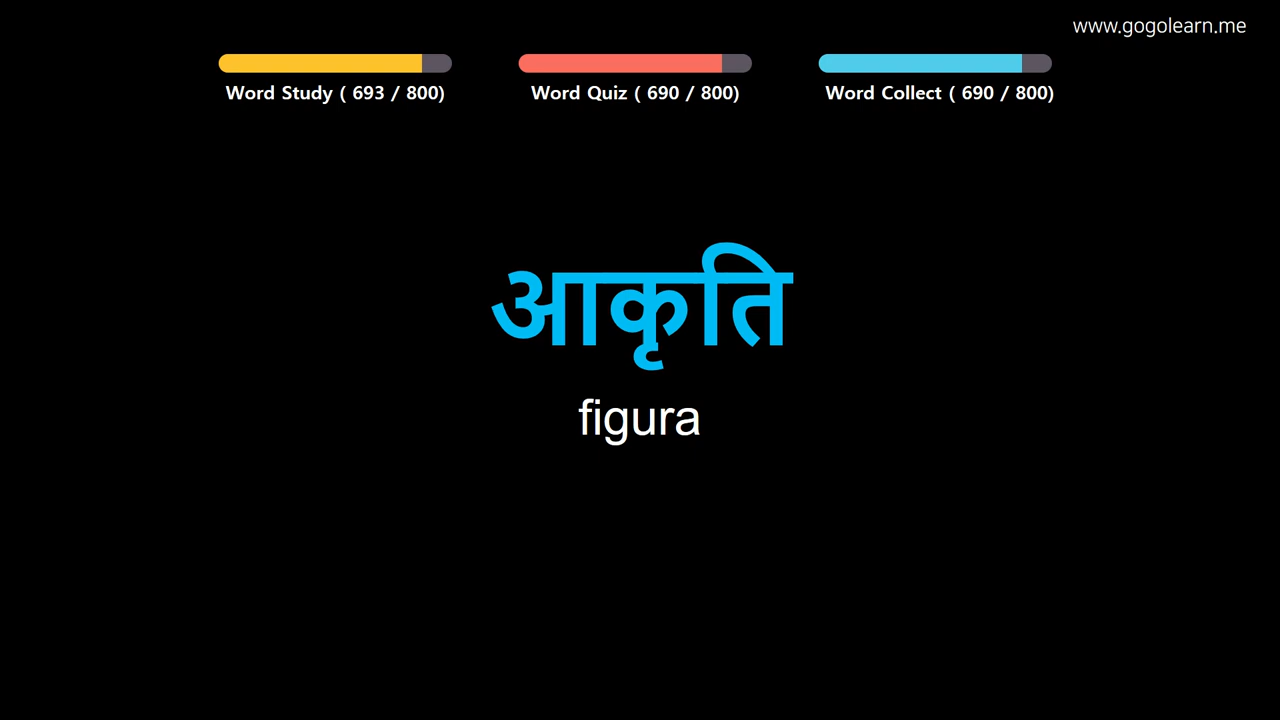 www.gogolearn.me
Word Study ( 693 / 800)
Word Quiz ( 690 / 800)
Word Collect ( 690 / 800)
आकृति
figura